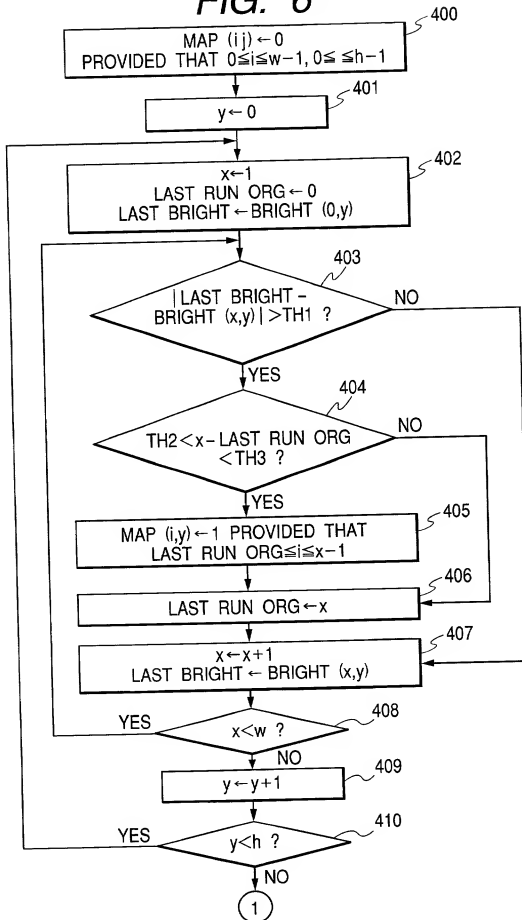 FIG. 6
400
MAP (ij)←0
PROVIDED THAT 0≤i≤w−1, 0≤ ≤h−1
401
y←0
402
x←1
LAST RUN ORG←0
LAST BRIGHT←BRIGHT (0,y)
403
|LAST BRIGHT−
BRIGHT (x,y)|>TH1 ?
NO
YES
404
TH2<x−LAST RUN ORG
<TH3 ?
NO
YES
405
MAP (i,y)←1 PROVIDED THAT
LAST RUN ORG≤i≤x−1
406
LAST RUN ORG←x
407
x←x+1
LAST BRIGHT←BRIGHT (x,y)
408
YES
x<w ?
NO
409
y←y+1
410
YES
y<h ?
NO
1